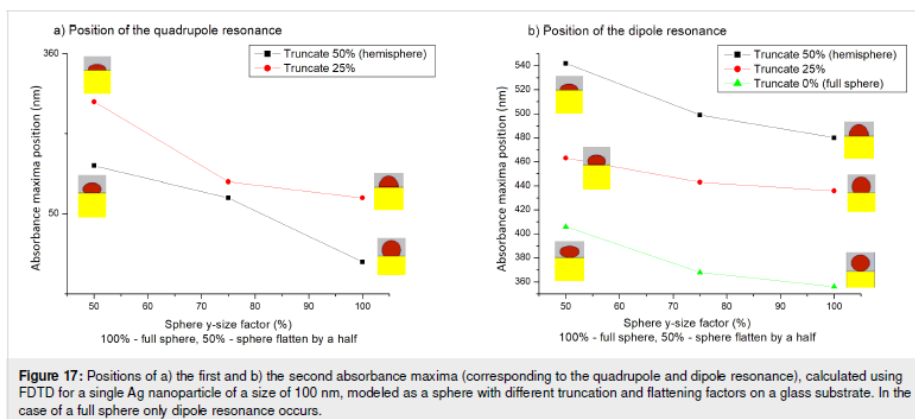 a) Position of the quadrupole resonance
360
50
Absorbance maxima position (nm)
Truncate 50% (hemisphere)
Truncate 25%
50 60 70 80 90 100
Sphere y-size factor (%)
100% - full sphere, 50% - sphere flatten by a half
b) Position of the dipole resonance
540
520
500
480
460
440
420
400
380
360
Absorbance maxima position (nm)
Truncate 50% (hemisphere)
Truncate 25%
Truncate 0% (full sphere)
50 60 70 80 90 100
Sphere y-size factor (%)
100% - full sphere, 50% - sphere flatten by a half
Figure 17: Positions of a) the first and b) the second absorbance maxima (corresponding to the quadrupole and dipole resonance), calculated using
FDTD for a single Ag nanoparticle of a size of 100 nm, modeled as a sphere with different truncation and flattening factors on a glass substrate. In the
case of a full sphere only dipole resonance occurs.